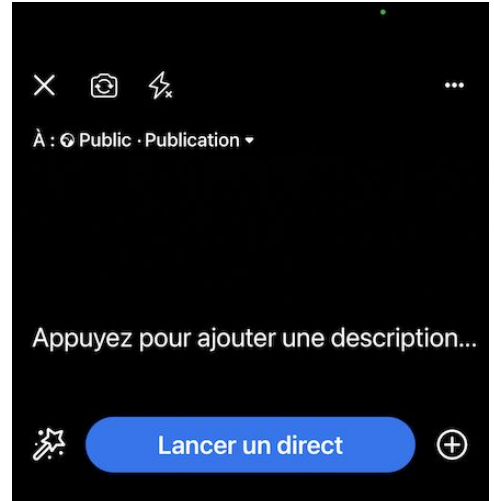 À : Public · Publication
Appuyez pour ajouter une description...
Lancer un direct